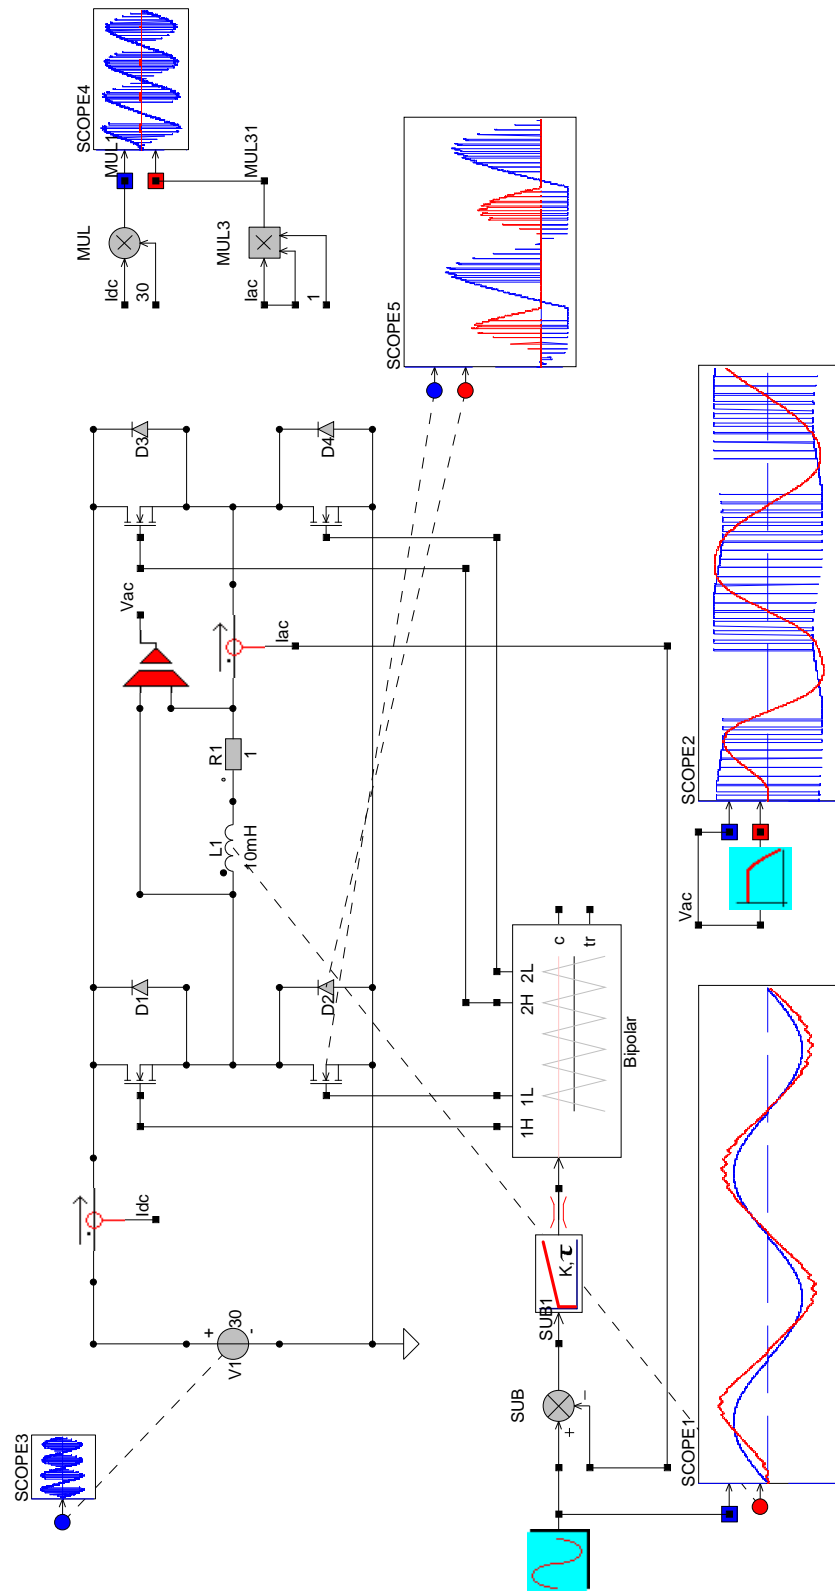 SCOPE3
V1
30
+
-
Idc
D1
D2
L1
10mH
R1
1
Vac
Iac
D3
D4
MUL
Idc
30
MUL1
SCOPE4
MUL3
Iac
1
MUL31
SCOPE5
SUB
+
-
SUB1
K,τ
1H
1L
2H
2L
c
tr
Bipolar
SCOPE1
Vac
SCOPE2